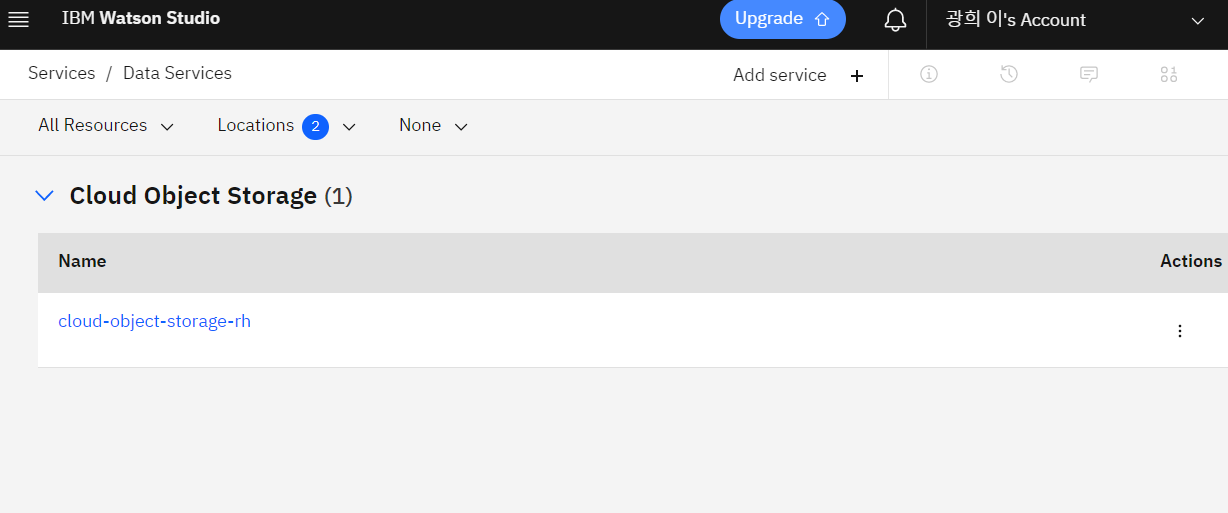 IBM Watson Studio
Upgrade
광희 이's Account
Services / Data Services
Add service +
All Resources
Locations 2
None
Cloud Object Storage (1)
Name
Actions
cloud-object-storage-rh